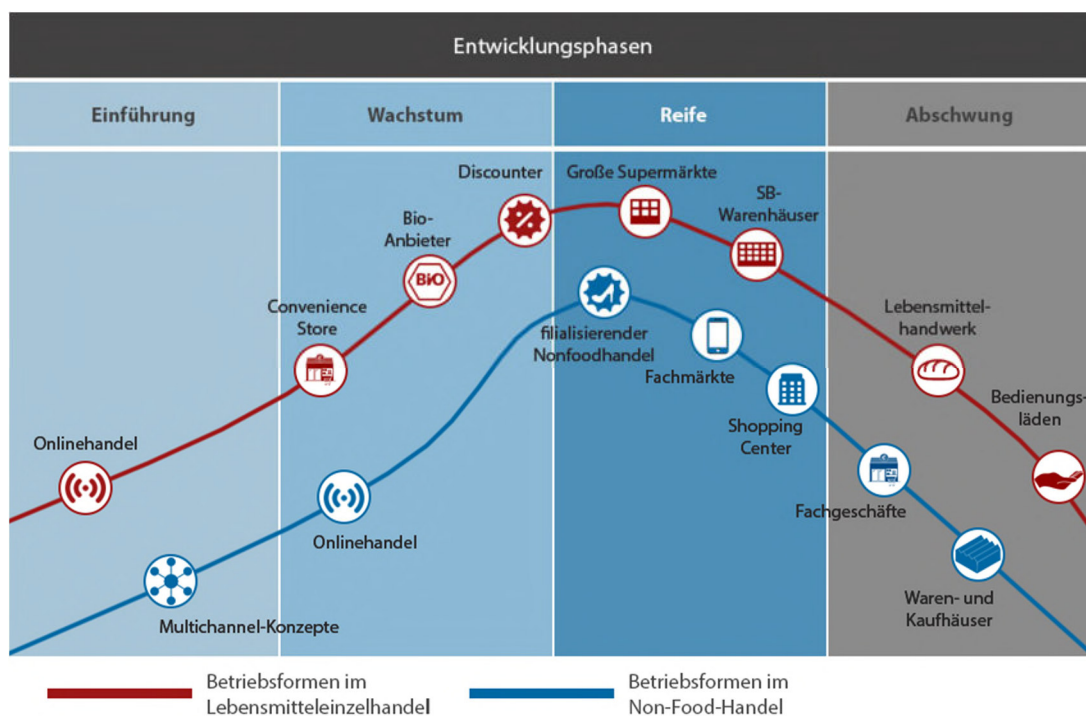 Entwicklungsphasen
Einführung
Wachstum
Reife
Abschwung
Discounter
Große Supermärkte
SB-
Warenhäuser
Bio-
Anbieter
BIO
Convenience
Store
filialisierender
Nonfoodhandel
Lebensmittel-
handwerk
Fachmärkte
Bedienungs-
läden
Shopping
Center
Onlinehandel
Onlinehandel
Fachgeschäfte
Multichannel-Konzepte
Waren- und
Kaufhäuser
Betriebsformen im
Lebensmitteleinzelhandel
Betriebsformen im
Non-Food-Handel